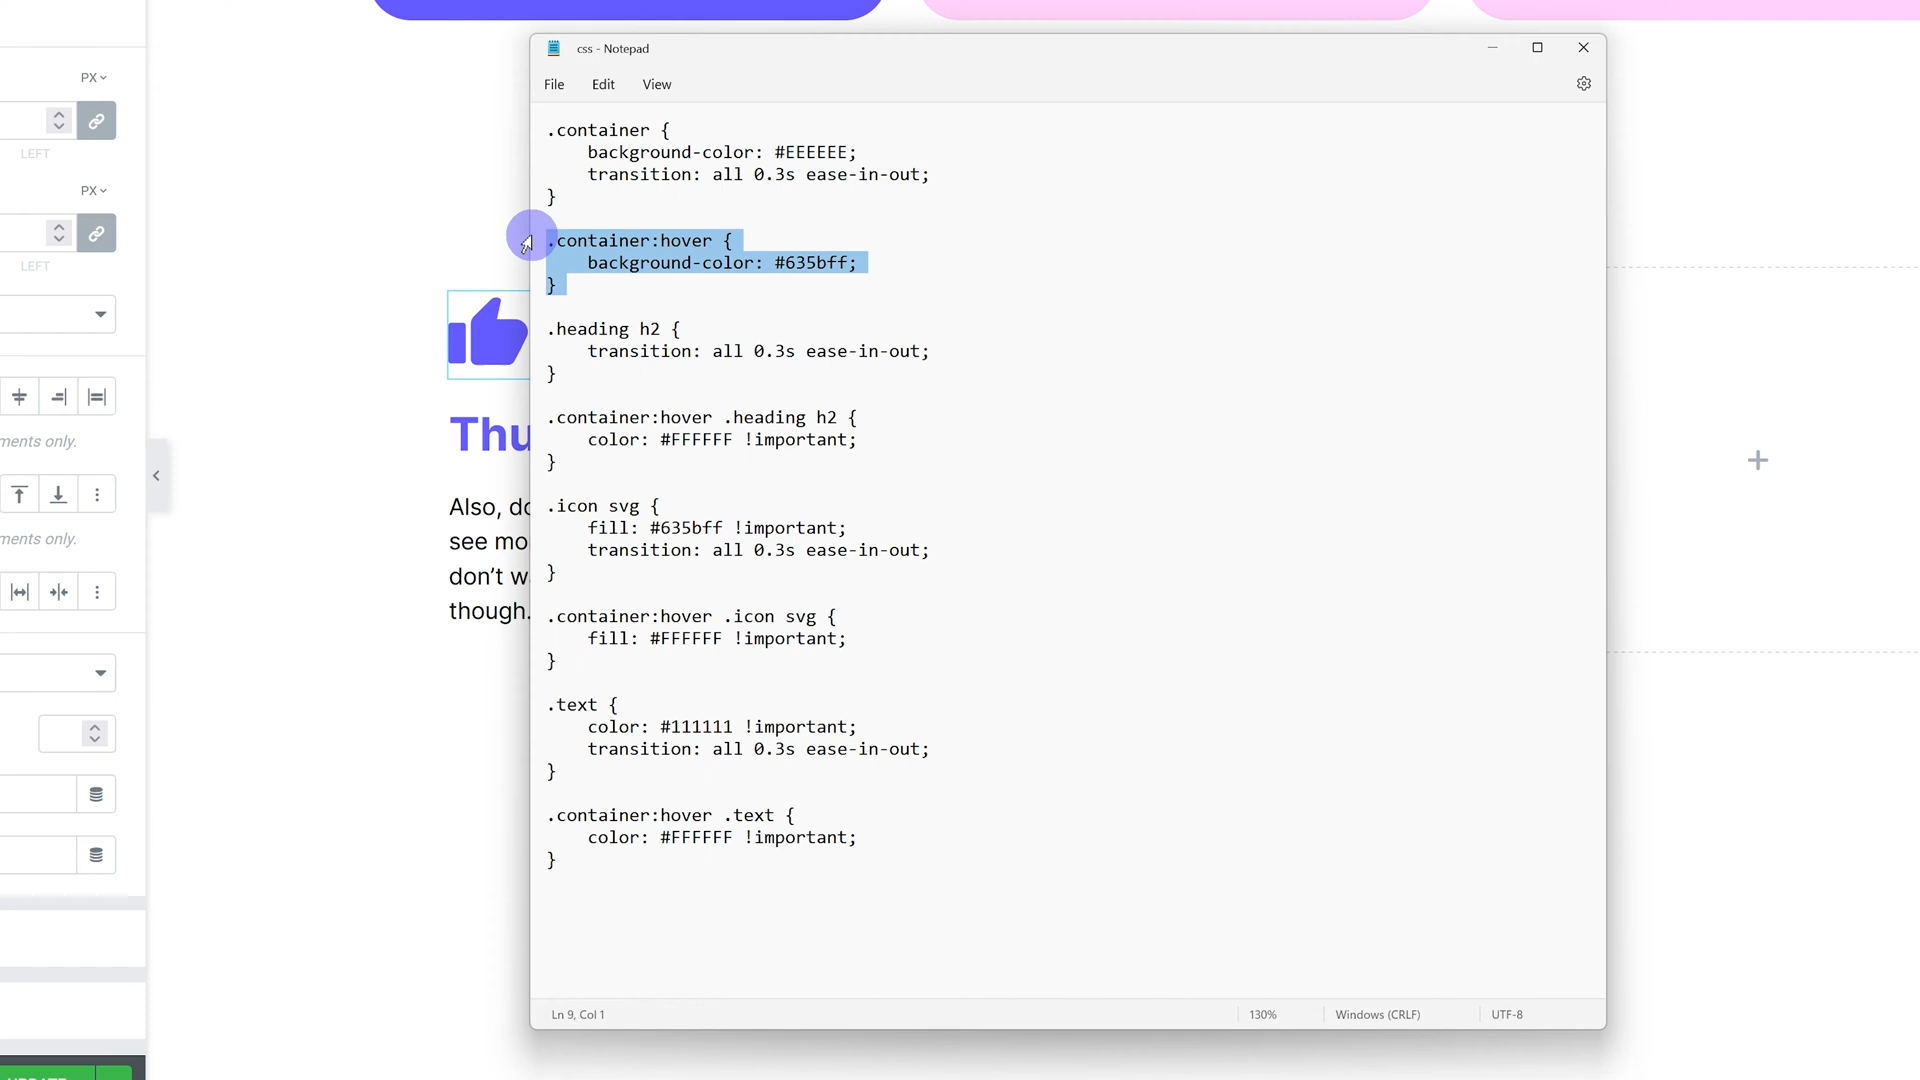 PX
LEFT
PX
LEFT
ments only.
ments only.
Thu
Also, do
see mo
don't w
though.
css - Notepad
File Edit View
.container {
    background-color: #EEEEEE;
    transition: all 0.3s ease-in-out;
}
.container:hover {
    background-color: #635bff;
}
.heading h2 {
    transition: all 0.3s ease-in-out;
}
.container:hover .heading h2 {
    color: #FFFFFF !important;
}
.icon svg {
    fill: #635bff !important;
    transition: all 0.3s ease-in-out;
}
.container:hover .icon svg {
    fill: #FFFFFF !important;
}
.text {
    color: #111111 !important;
    transition: all 0.3s ease-in-out;
}
.container:hover .text {
    color: #FFFFFF !important;
}
Ln 9, Col 1 130% Windows (CRLF) UTF-8